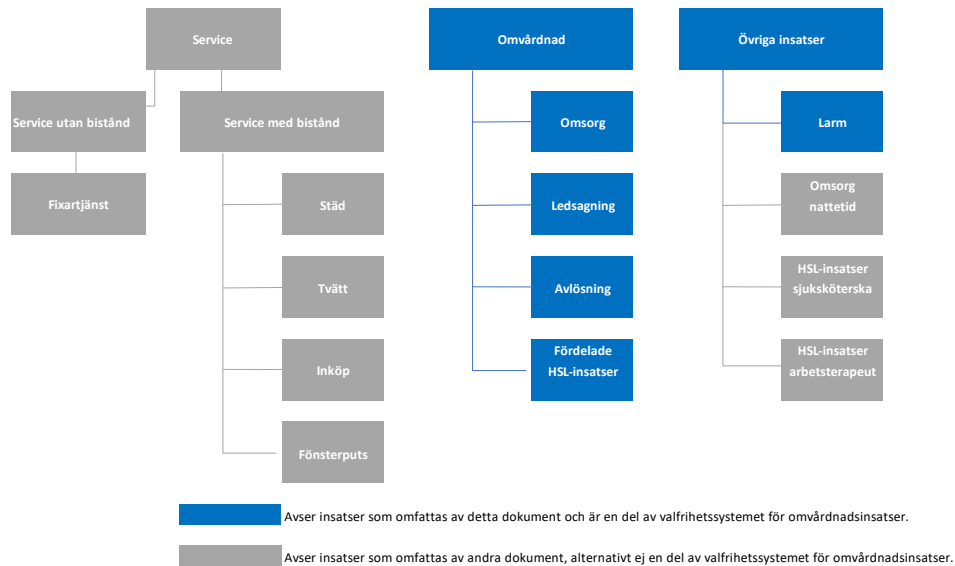 Service
Omvårdnad
Övriga insatser
Service utan bistånd
Service med bistånd
Omsorg
Larm
Fixartjänst
Städ
Ledsagning
Omsorg
nattetid
Tvätt
Avlösning
HSL-insatser
sjuksköterska
Inköp
Fördelade
HSL-insatser
HSL-insatser
arbetsterapeut
Fönsterputs
Avser insatser som omfattas av detta dokument och är en del av valfrihetssystemet för omvårdnadsinsatser.
Avser insatser som omfattas av andra dokument, alternativt ej en del av valfrihetssystemet för omvårdnadsinsatser.